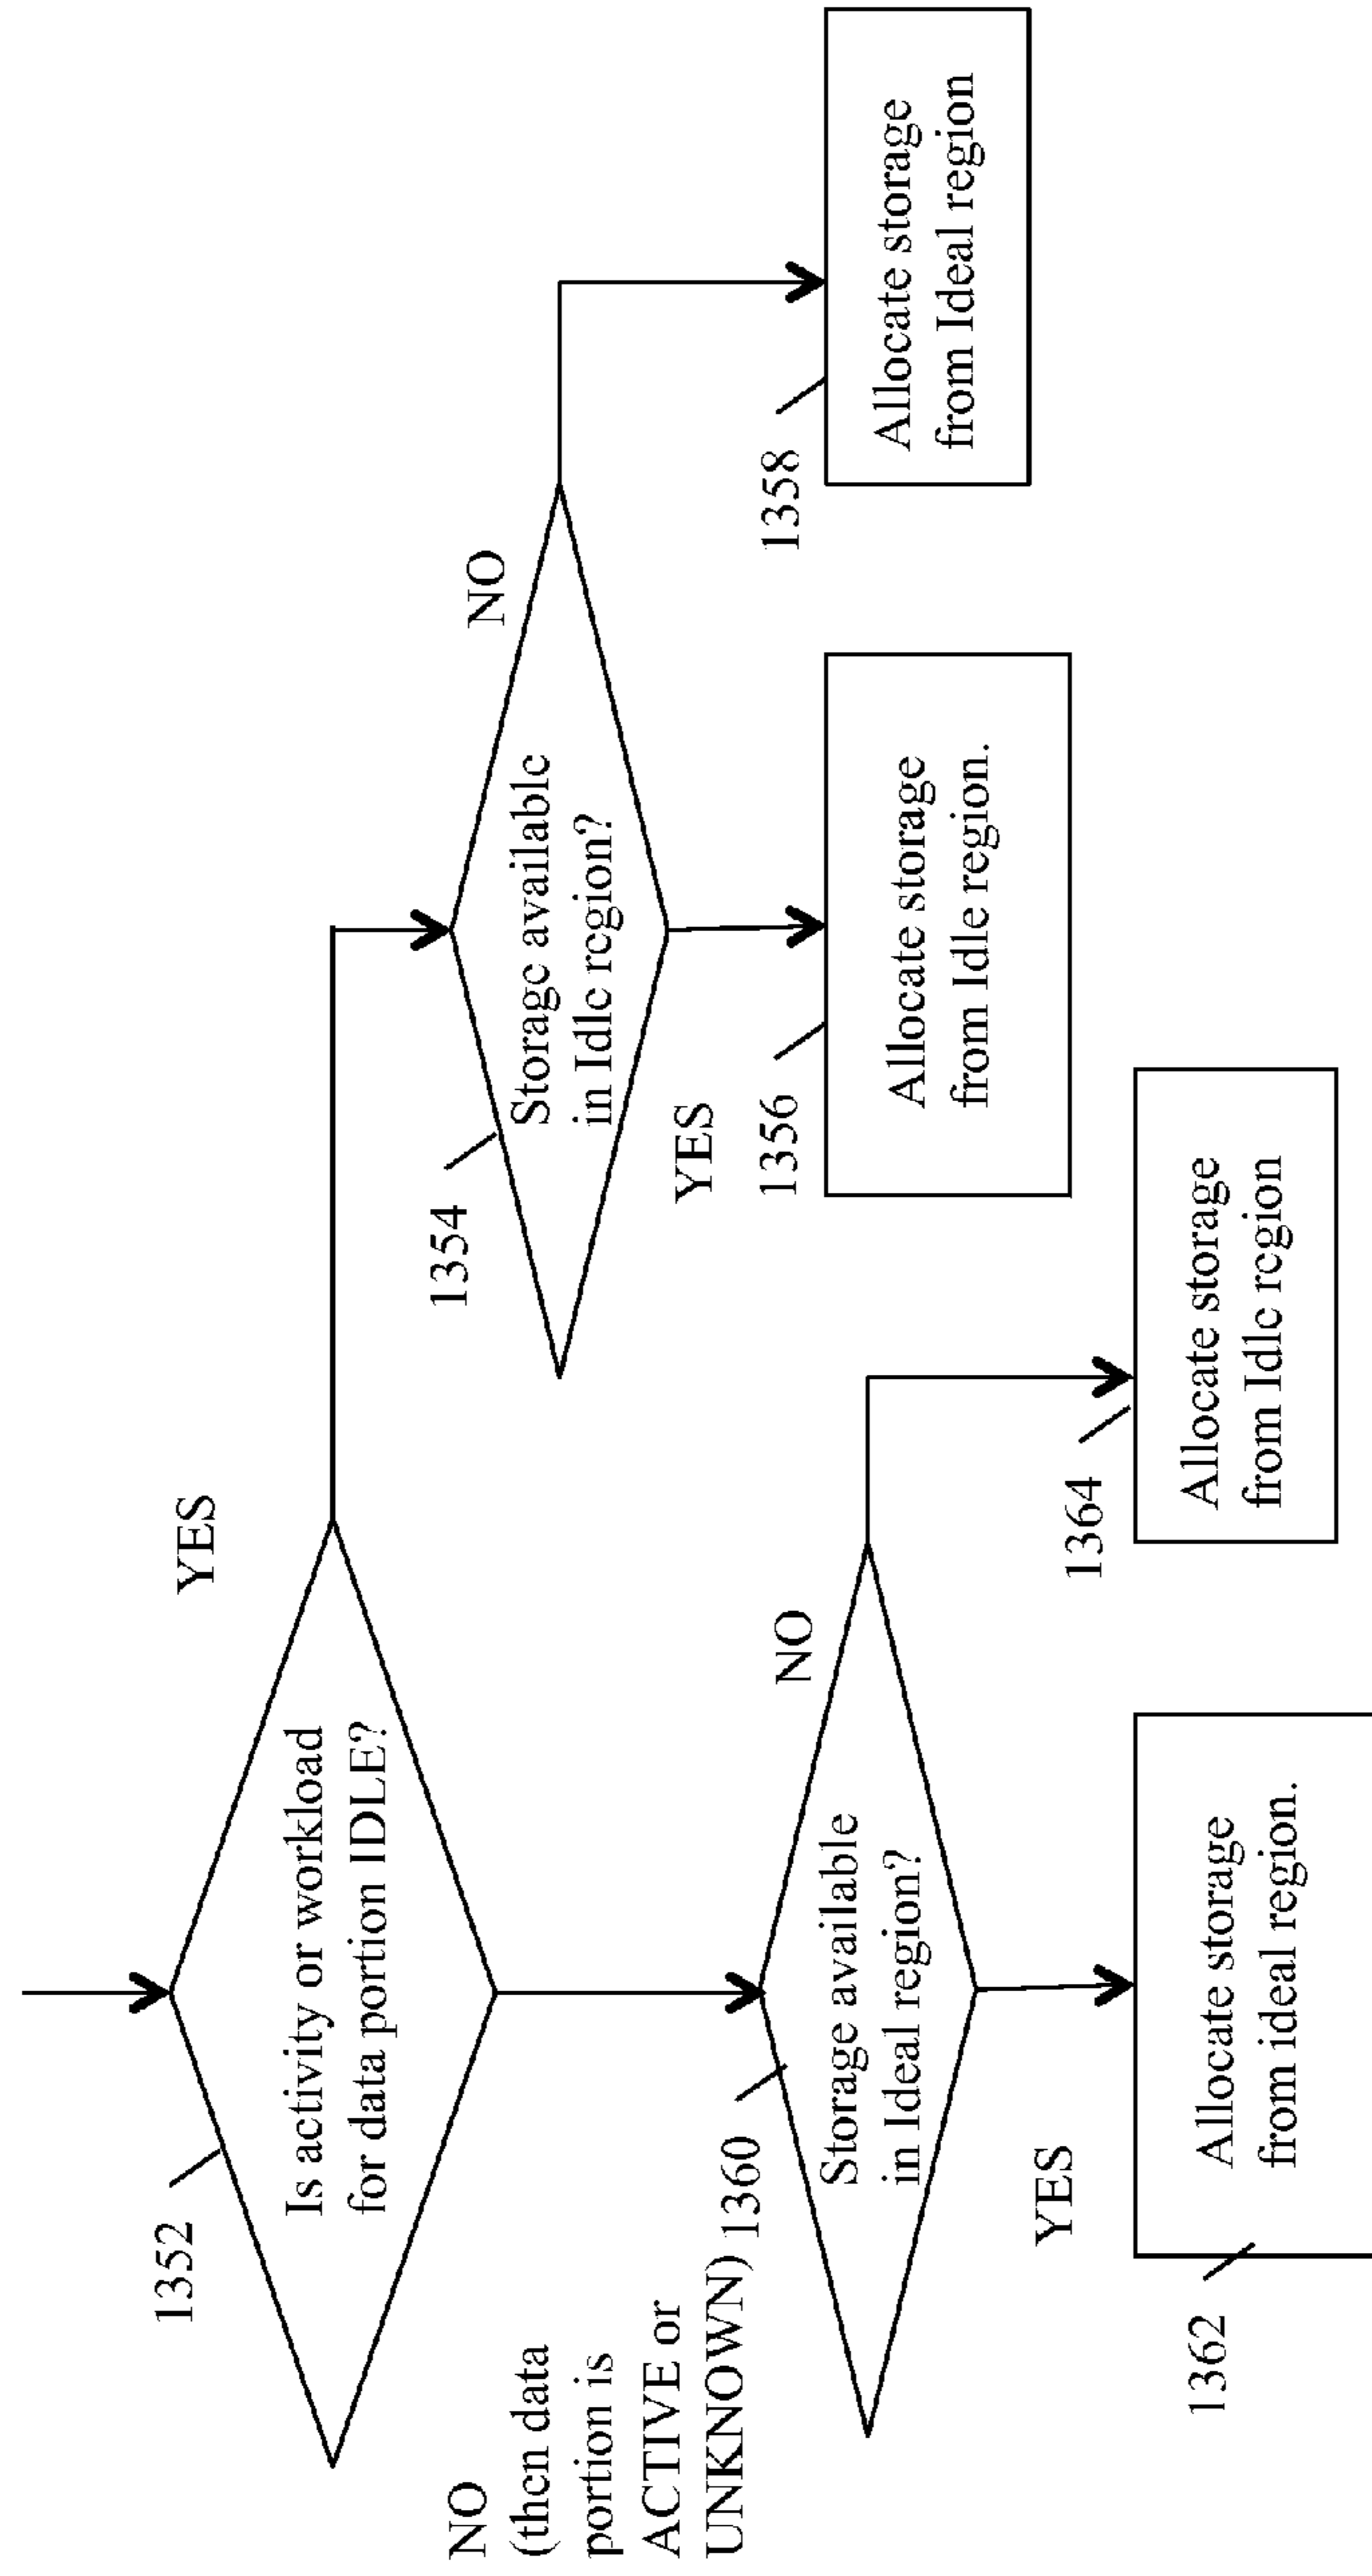 YES
1352
Is activity or workload
for data portion IDLE?
NO
(then data
portion is
ACTIVE or
UNKNOWN)
1354
Storage available
in Idle region?
NO
YES
1356
Allocate storage
from Idle region.
1358
Allocate storage
from Ideal region
1360
Storage available
in Ideal region?
NO
YES
1362
Allocate storage
from ideal region.
1364
Allocate storage
from Idle region